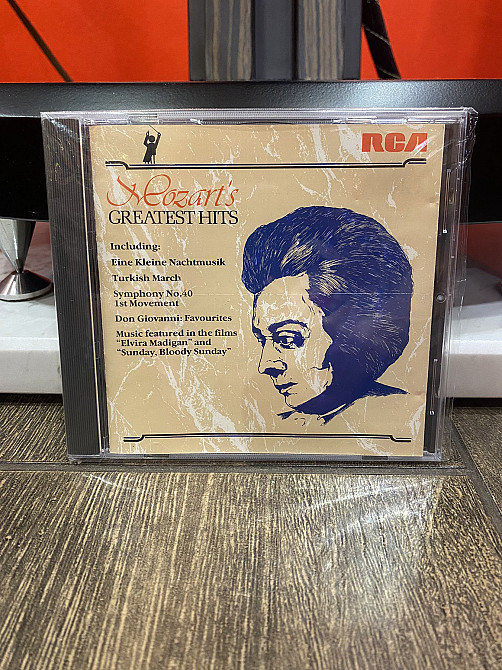 RCA
Mozart's
GREATEST HITS
Including:
Eine Kleine Nachtmusik
Turkish March
Symphony No.40
1st Movement
Don Giovanni: Favourites
Music featured in the films
"Elvira Madigan" and
"Sunday, Bloody Sunday"